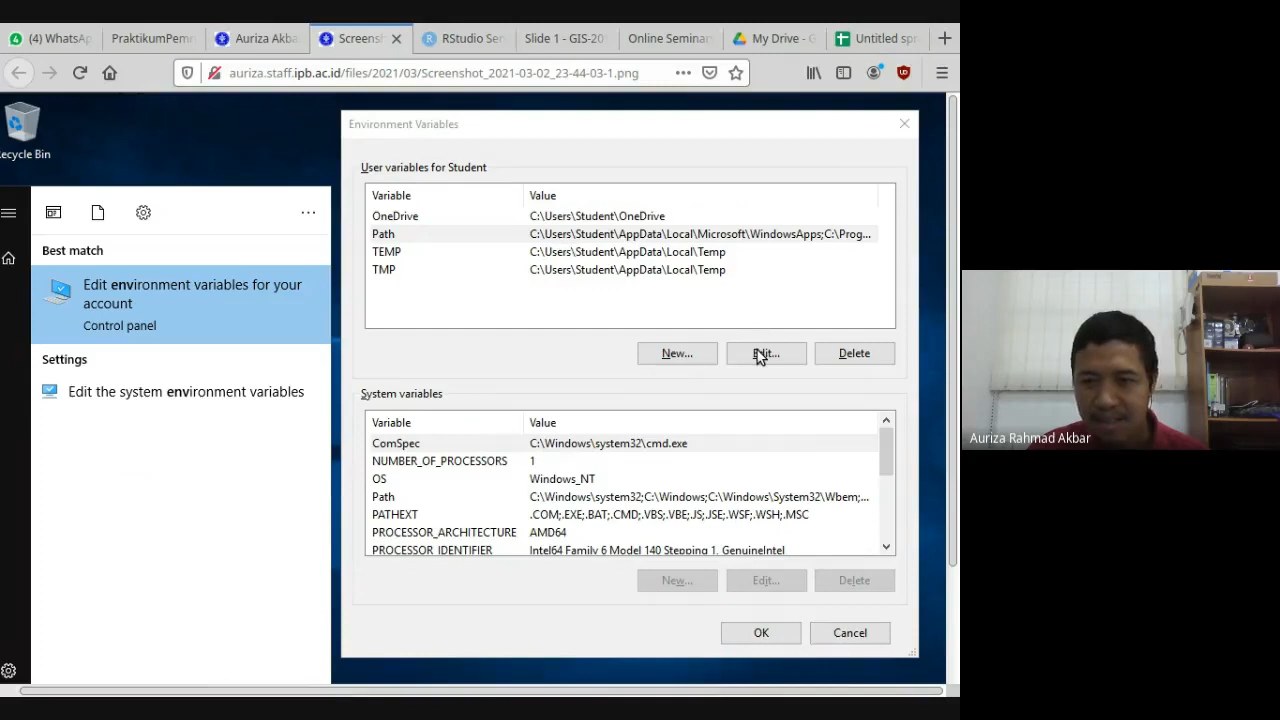 (4) WhatsAp
PraktikumPemr
Auriza Akba
Screensh
RStudio Ser
Slide 1 - GIS-20
Online Seminar
My Drive - G
Untitled spr
auriza.staff.ipb.ac.id/files/2021/03/Screenshot_2021-03-02_23-44-03-1.png
ecycle Bin
Best match
Edit environment variables for your
account
Control panel
Settings
Edit the system environment variables
Environment Variables
User variables for Student
Variable Value
OneDrive C:\Users\Student\OneDrive
Path C:\Users\Student\AppData\Local\Microsoft\WindowsApps;C:\Prog...
TEMP C:\Users\Student\AppData\Local\Temp
TMP C:\Users\Student\AppData\Local\Temp
New... Edit... Delete
System variables
Variable Value
ComSpec C:\Windows\system32\cmd.exe
NUMBER_OF_PROCESSORS 1
OS Windows_NT
Path C:\Windows\system32;C:\Windows;C:\Windows\System32\Wbem;...
PATHEXT .COM;.EXE;.BAT;.CMD;.VBS;.VBE;.JS;.JSE;.WSF;.WSH;.MSC
PROCESSOR_ARCHITECTURE AMD64
PROCESSOR_IDENTIFIER Intel64 Family 6 Model 140 Stepping 1, GenuineIntel
New... Edit... Delete
OK Cancel
Auriza Rahmad Akbar